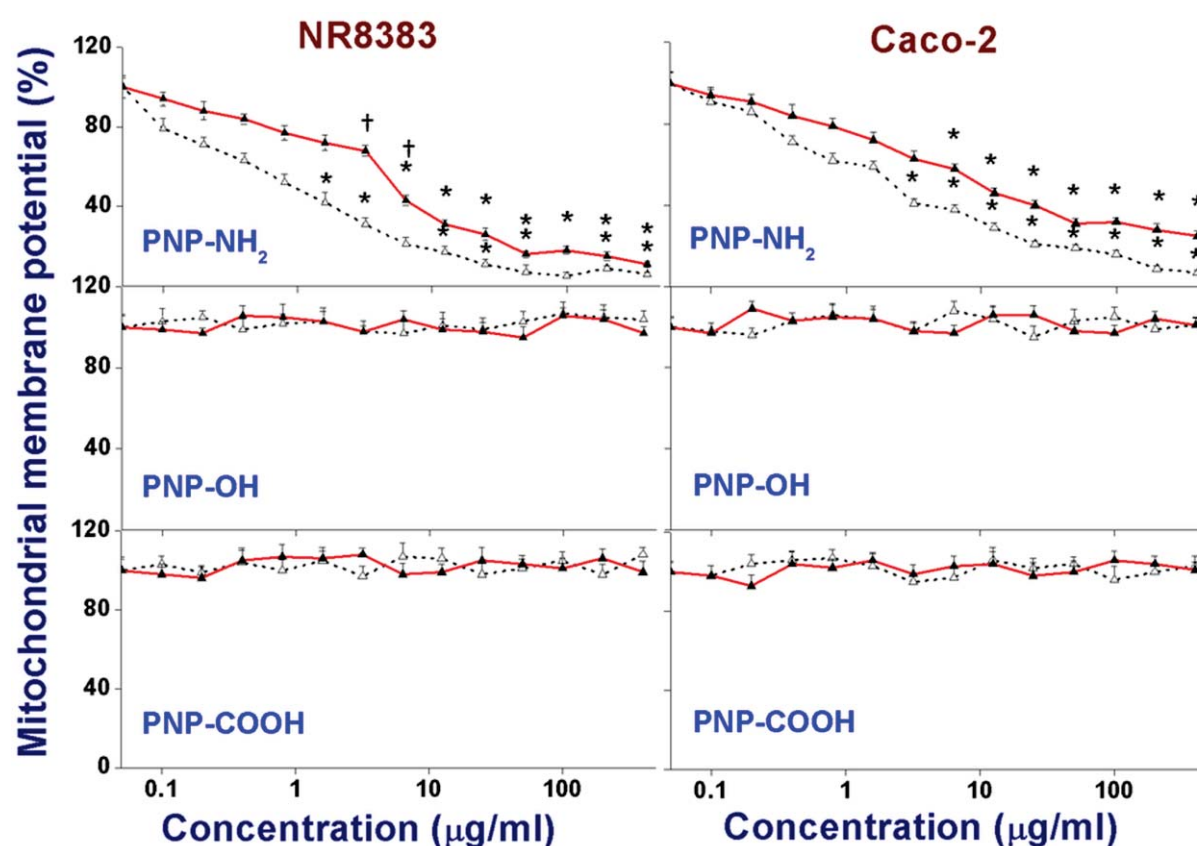 NR8383
Caco-2
Mitochondrial membrane potential (%)
120
80
40
PNP-NH₂
PNP-NH₂
† † * * * * * * * * * * * * * * *
* * * * * * * * * * * * * * * *
120
80
40
PNP-OH
PNP-OH
120
80
40
0
PNP-COOH
PNP-COOH
0.1 1 10 100
0.1 1 10 100
Concentration (µg/ml)
Concentration (µg/ml)